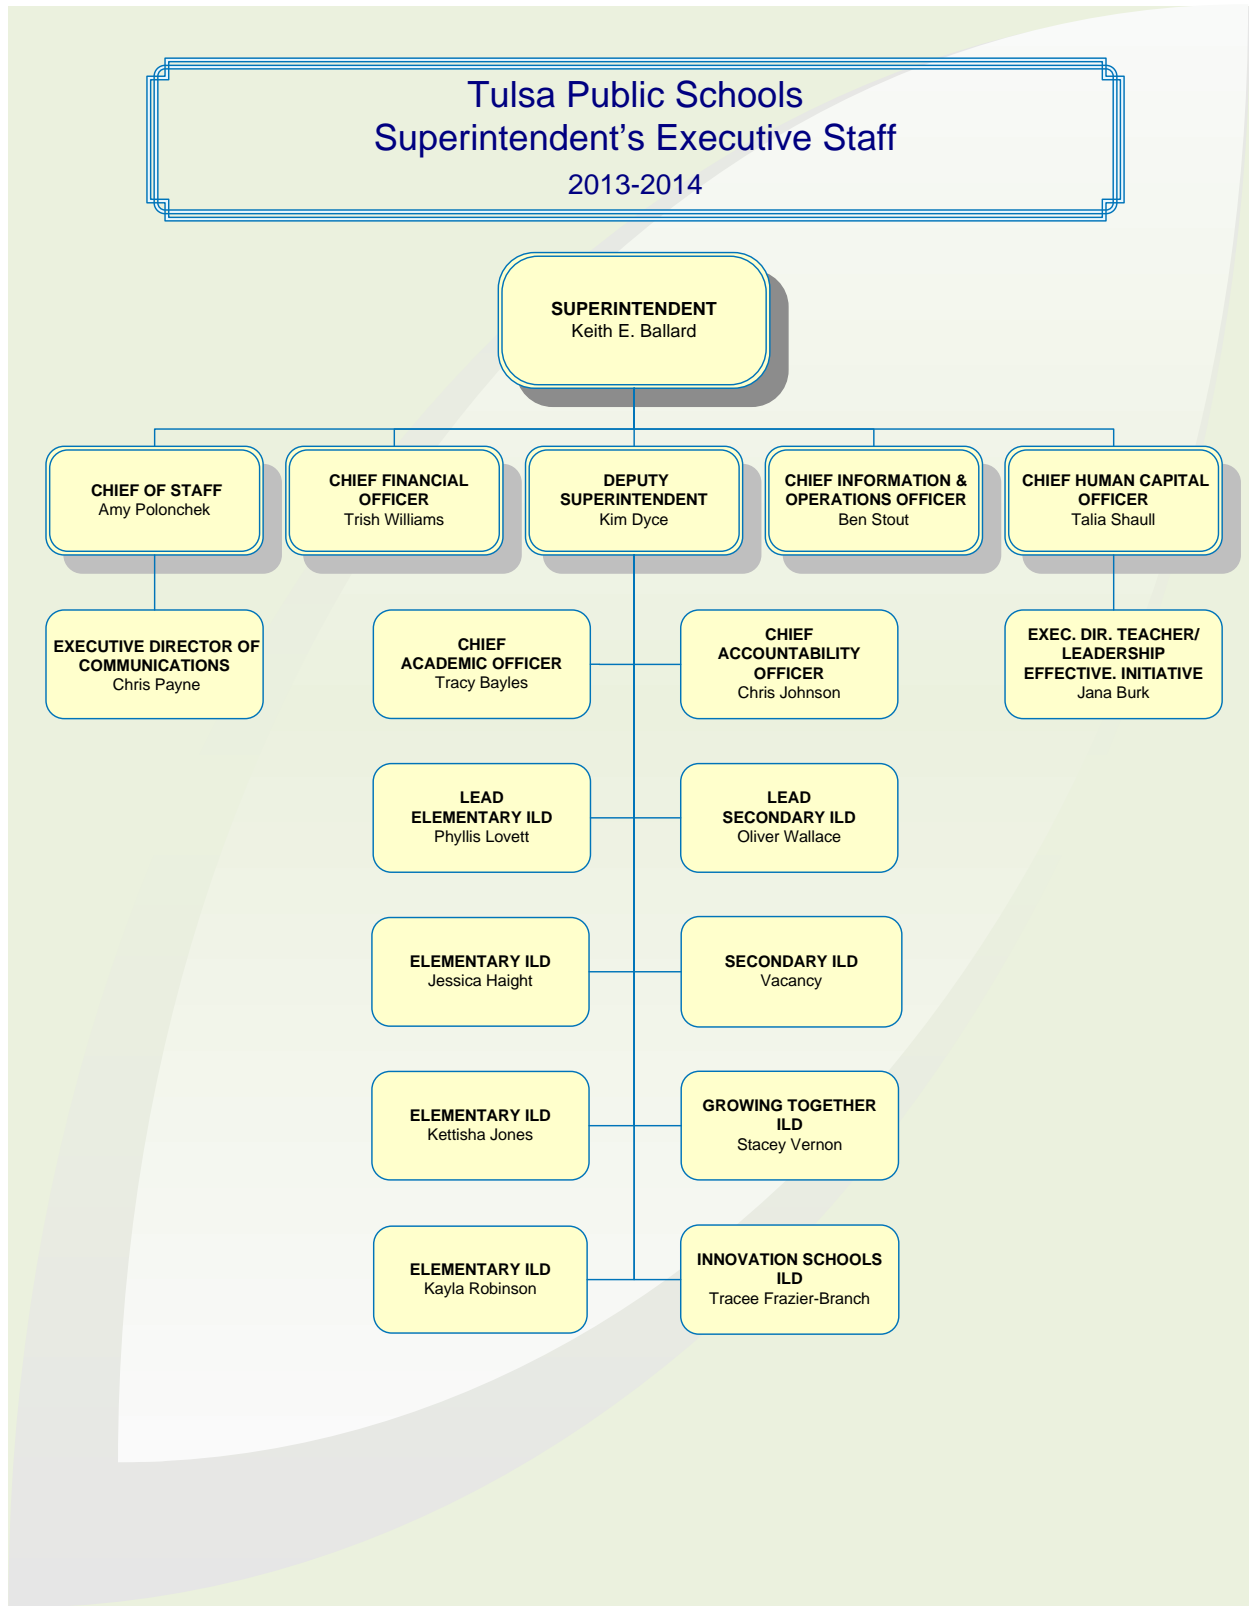 Tulsa Public Schools
Superintendent's Executive Staff
2013-2014
SUPERINTENDENT
Keith E. Ballard
CHIEF OF STAFF
Amy Polonchek
CHIEF FINANCIAL
OFFICER
Trish Williams
DEPUTY
SUPERINTENDENT
Kim Dyce
CHIEF INFORMATION &
OPERATIONS OFFICER
Ben Stout
CHIEF HUMAN CAPITAL
OFFICER
Talia Shaull
EXECUTIVE DIRECTOR OF
COMMUNICATIONS
Chris Payne
CHIEF
ACADEMIC OFFICER
Tracy Bayles
CHIEF
ACCOUNTABILITY
OFFICER
Chris Johnson
EXEC. DIR. TEACHER/
LEADERSHIP
EFFECTIVE. INITIATIVE
Jana Burk
LEAD
ELEMENTARY ILD
Phyllis Lovett
LEAD
SECONDARY ILD
Oliver Wallace
ELEMENTARY ILD
Jessica Haight
SECONDARY ILD
Vacancy
ELEMENTARY ILD
Kettisha Jones
GROWING TOGETHER
ILD
Stacey Vernon
ELEMENTARY ILD
Kayla Robinson
INNOVATION SCHOOLS
ILD
Tracee Frazier-Branch